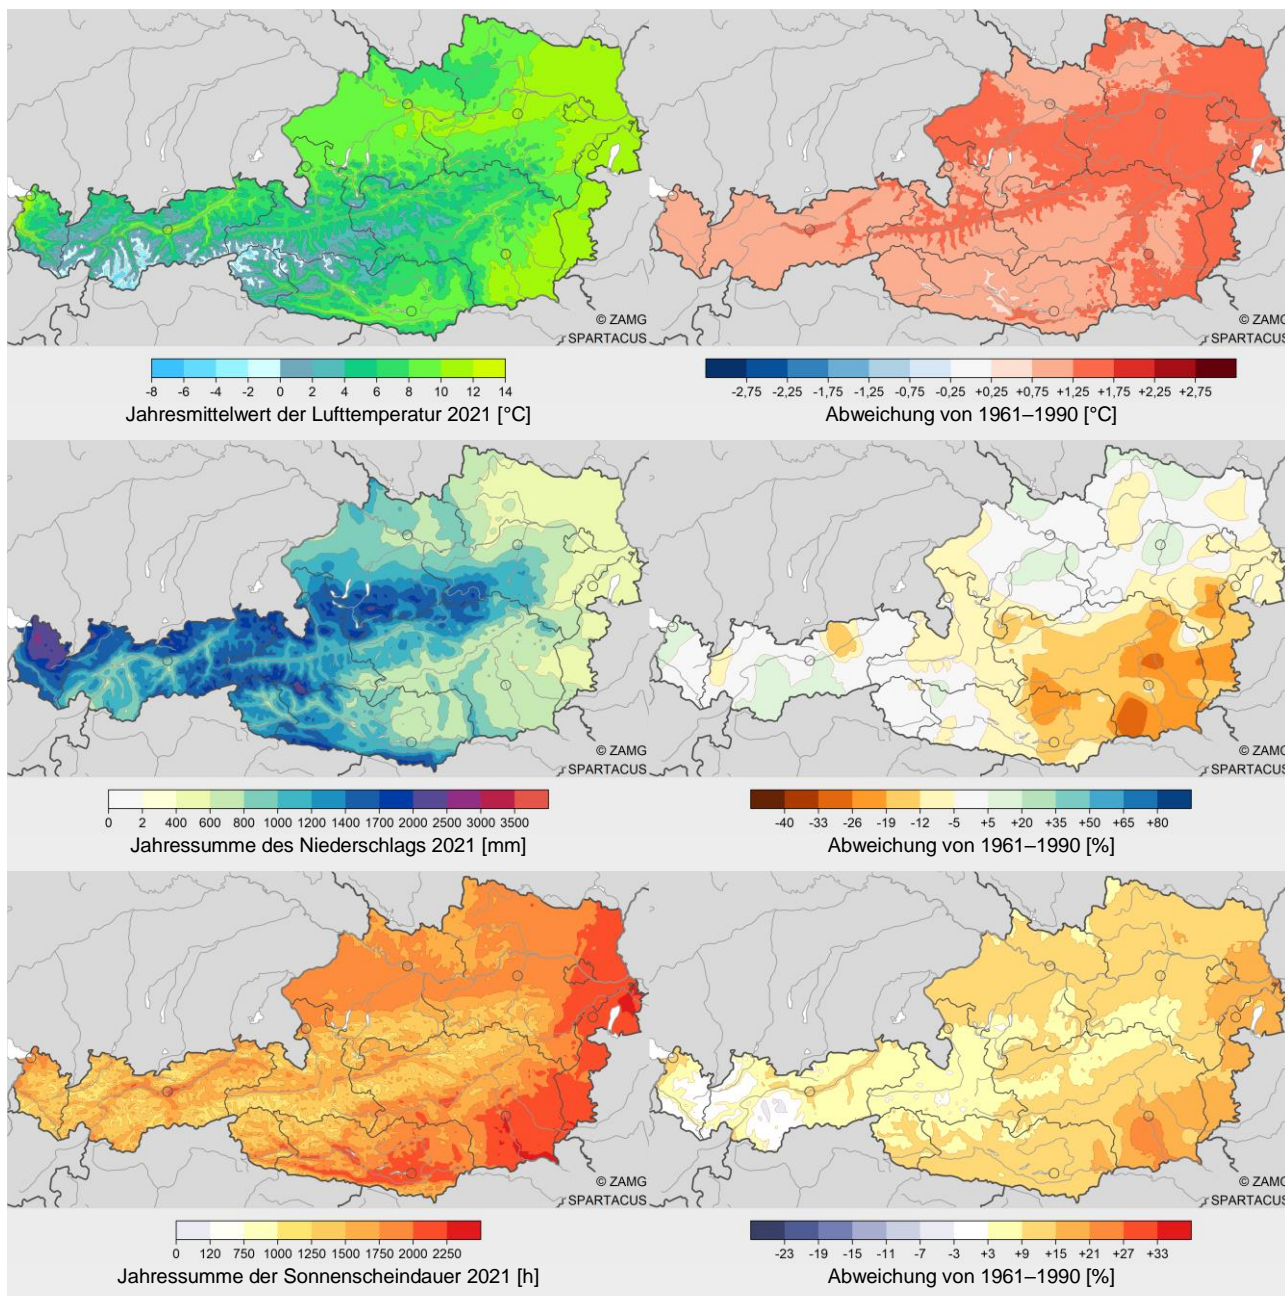 © ZAMG
SPARTACUS
-8 -6 -4 -2 0 2 4 6 8 10 12 14
Jahresmittelwert der Lufttemperatur 2021 [°C]
© ZAMG
SPARTACUS
-2,75 -2,25 -1,75 -1,25 -0,75 -0,25 +0,25 +0,75 +1,25 +1,75 +2,25 +2,75
Abweichung von 1961–1990 [°C]
© ZAMG
SPARTACUS
0 2 400 600 800 1000 1200 1400 1700 2000 2500 3000 3500
Jahressumme des Niederschlags 2021 [mm]
© ZAMG
SPARTACUS
-40 -33 -26 -19 -12 -5 +5 +20 +35 +50 +65 +80
Abweichung von 1961–1990 [%]
© ZAMG
SPARTACUS
0 120 750 1000 1250 1500 1750 2000 2250
Jahressumme der Sonnenscheindauer 2021 [h]
© ZAMG
SPARTACUS
-23 -19 -15 -11 -7 -3 +3 +9 +15 +21 +27 +33
Abweichung von 1961–1990 [%]